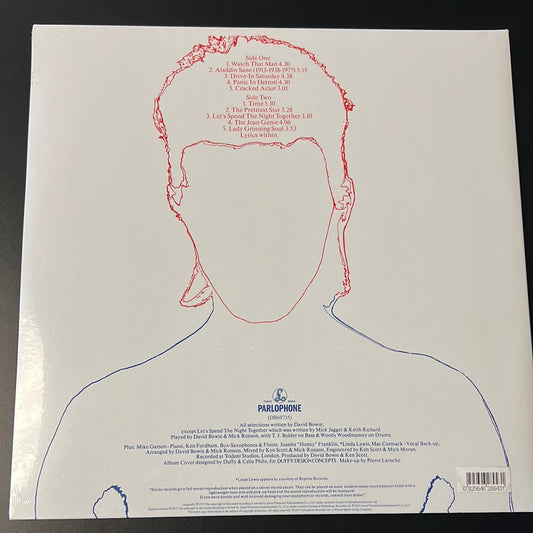 Side One
1. Watch That Man 4.30
2. Aladdin Sane (1913-1938-197?) 5.15
3. Drive-In Saturday 4.38
4. Panic In Detroit 4.30
5. Cracked Actor 3.01
Side Two
1. Time 5.10
2. The Prettiest Star 3.28
3. Let's Spend The Night Together 3.10
4. The Jean Genie 4.06
5. Lady Grinning Soul 3.53
Lyrics within.
PARLOPHONE
(DB69735)
All selections written by David Bowie,
except Let's Spend The Night Together which was written by Mick Jagger & Keith Richard.
Played by David Bowie & Mick Ronson, with T. J. Bolder on Bass & Woody Woodmansey on Drums.
Plus: Mike Garson - Piano, Ken Fordham, Bux-Saxophones & Flutes. Juanita "Honey" Franklin, *Linda Lewis, Mac Cormack - Vocal Back-up.
Arranged by David Bowie & Mick Ronson, Mixed by Ken Scott & Mick Ronson, Engineered by Ken Scott & Mick Moran.
Recorded at Trident Studios, London, Produced by David Bowie & Ken Scott.
Album Cover designed by Duffy & Celia Philo, for DUFFY DESIGN CONCEPTS. Make-up by Pierre Laroche.
*Linda Lewis appears by courtesy of Reprise Records.
0 825646 289431